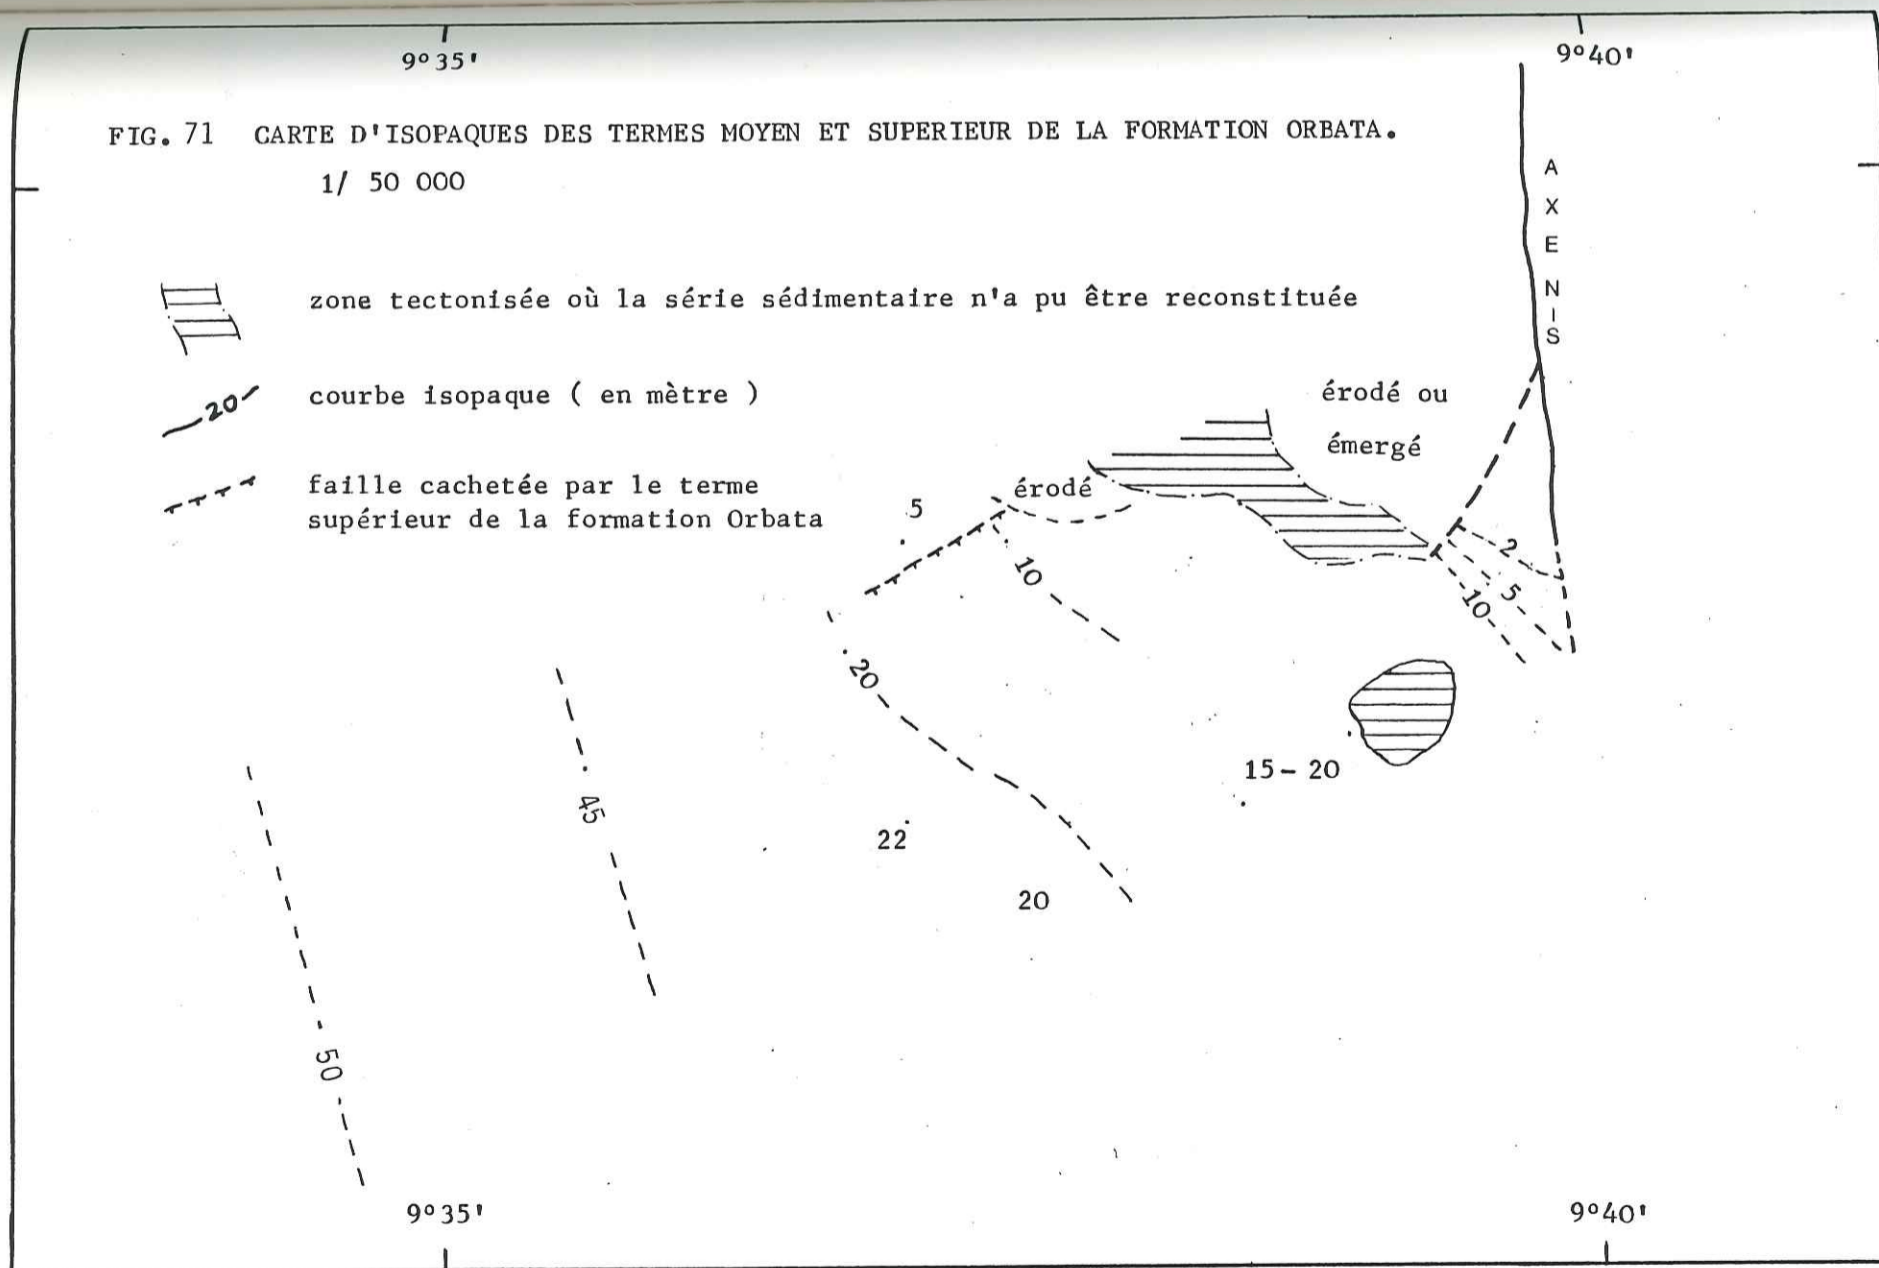 9°35'
9°40'
FIG. 71 CARTE D'ISOPAQUES DES TERMES MOYEN ET SUPERIEUR DE LA FORMATION ORBATA.
1/ 50 000
AXE N-S
zone tectonisée où la série sédimentaire n'a pu être reconstituée
20
courbe isopaque ( en mètre )
faille cachetée par le terme
supérieur de la formation Orbata
érodé ou
émergé
érodé
5
10
2
5
10
20
15- 20
45
22
20
50
9°35'
9°40'